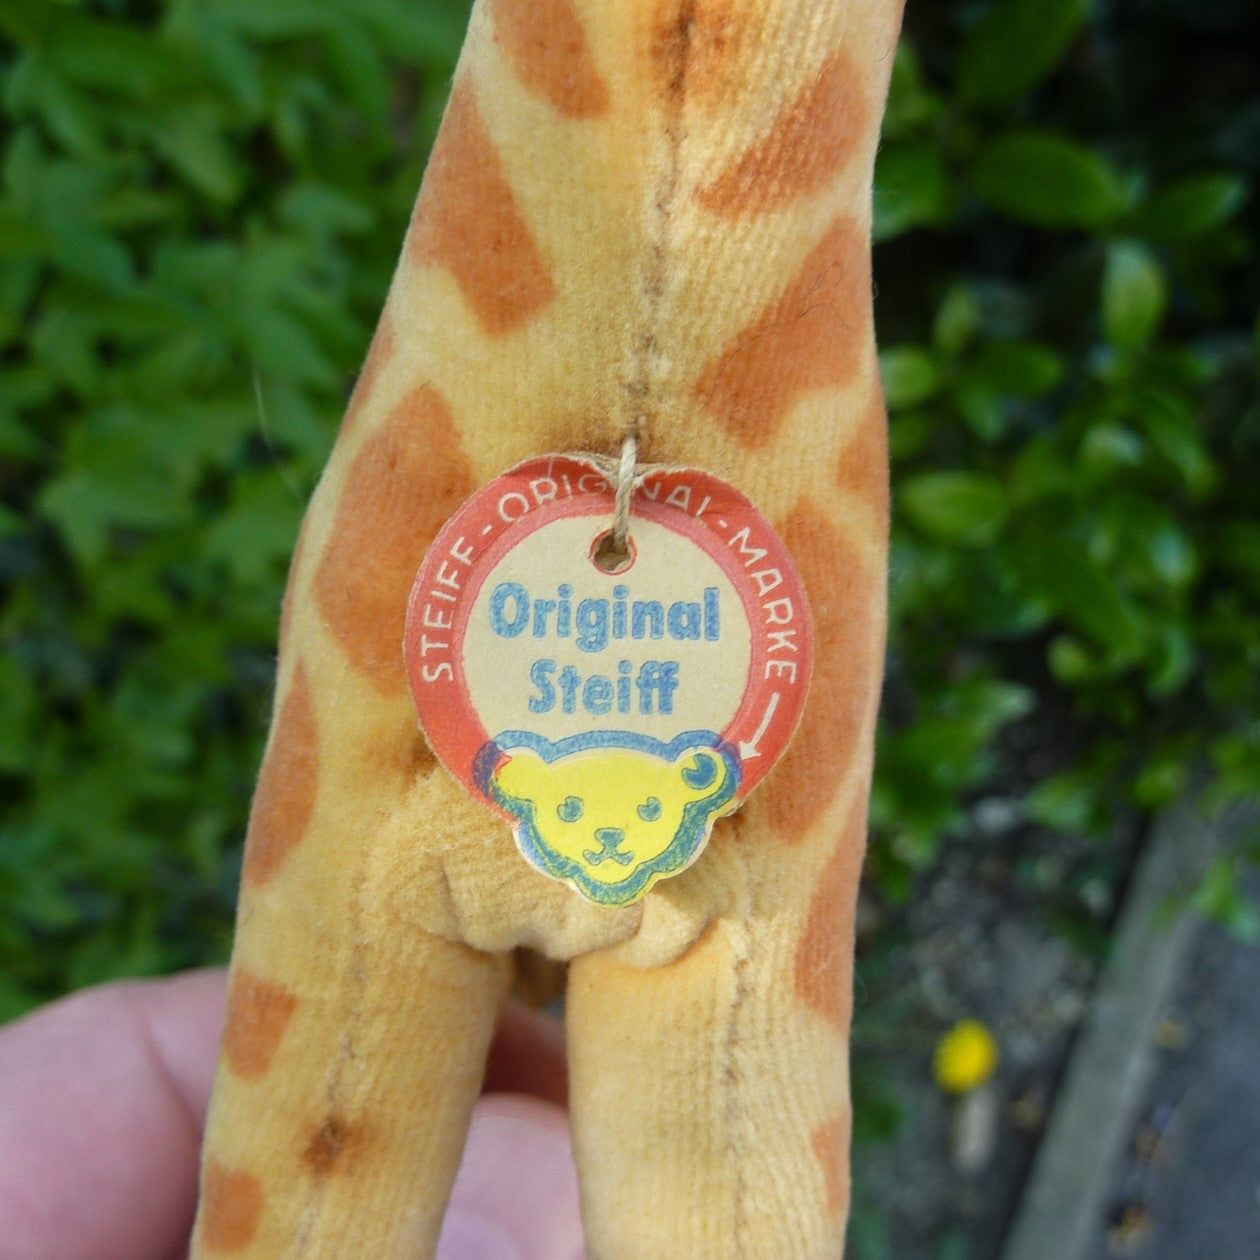 STEIFF - ORIGINAL - MARKE
Original
Steiff